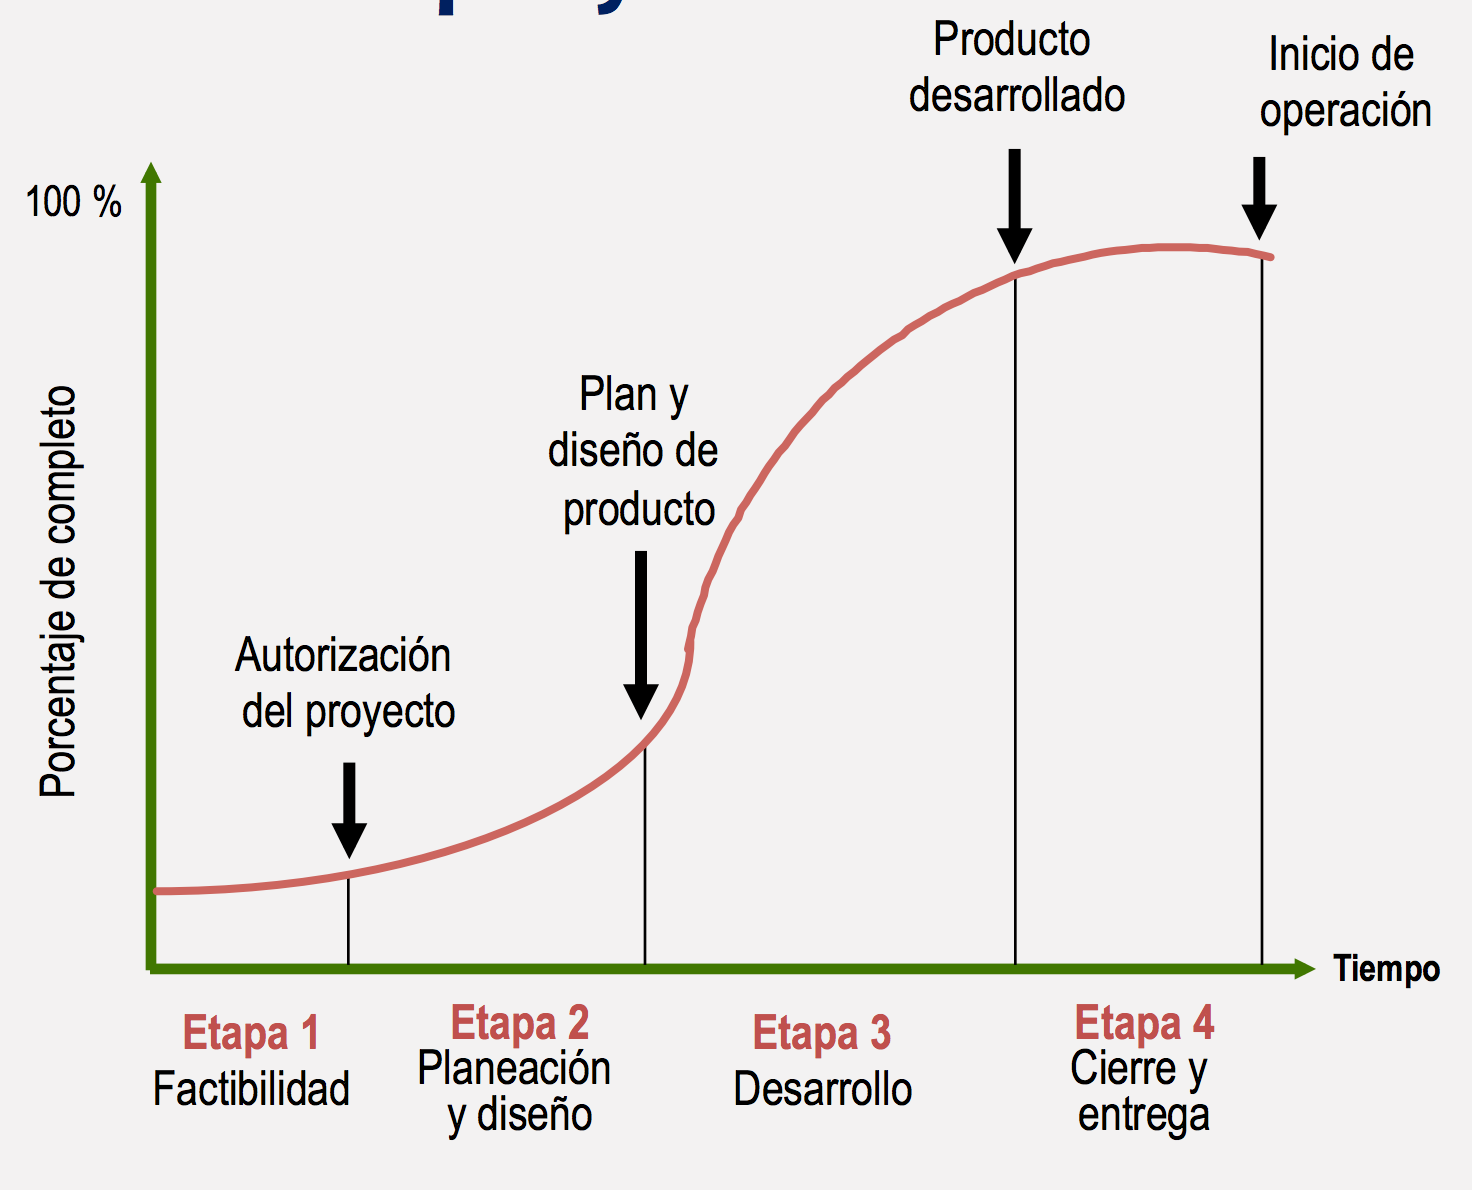 Producto
desarrollado
Inicio de
operación
100 %
Plan y
diseño de
producto
Autorización
del proyecto
Porcentaje de completo
Tiempo
Etapa 1
Factibilidad
Etapa 2
Planeación
y diseño
Etapa 3
Desarrollo
Etapa 4
Cierre y
entrega